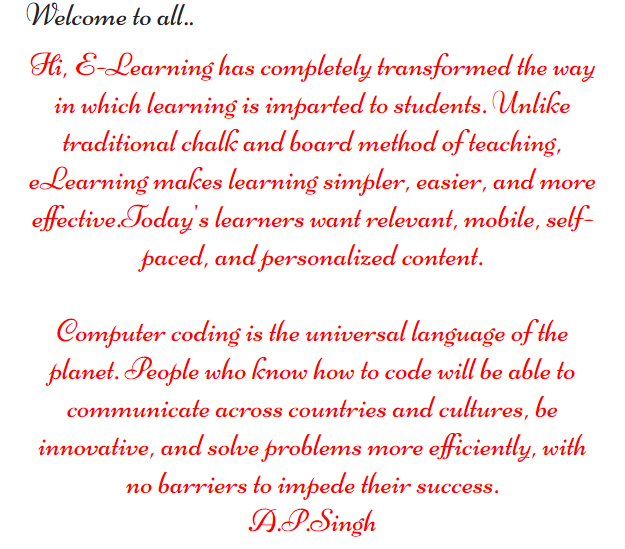 Welcome to all..
Hi, E-Learning has completely transformed the way
in which learning is imparted to students. Unlike
traditional chalk and board method of teaching,
eLearning makes learning simpler, easier, and more
effective.Today's learners want relevant, mobile, self-
paced, and personalized content.
Computer coding is the universal language of the
planet. People who know how to code will be able to
communicate across countries and cultures, be
innovative, and solve problems more efficiently, with
no barriers to impede their success.
A.P.Singh